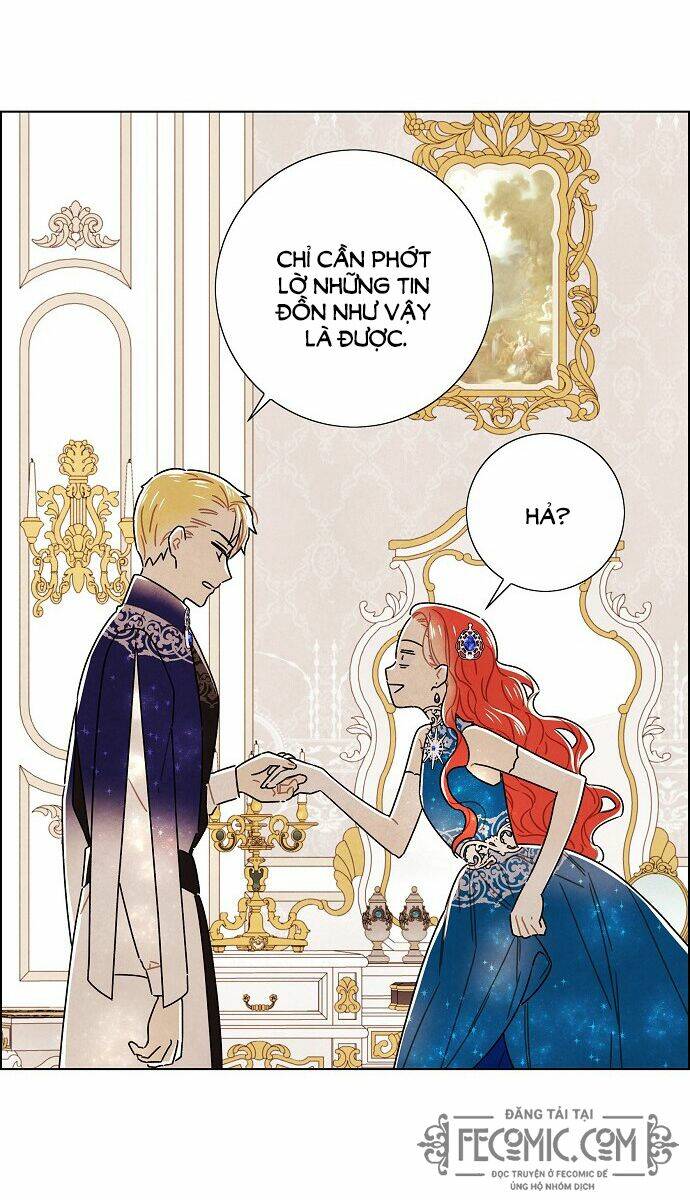 CHỈ CẦN PHỚT
LỜ NHỮNG TIN
ĐỒN NHƯ VẬY
LÀ ĐƯỢC.
HẢ?
ĐĂNG TẢI TẠI
FECOMIC.COM
ĐỌC TRUYỆN Ở FECOMIC ĐỂ
ỦNG HỘ NHÓM DỊCH